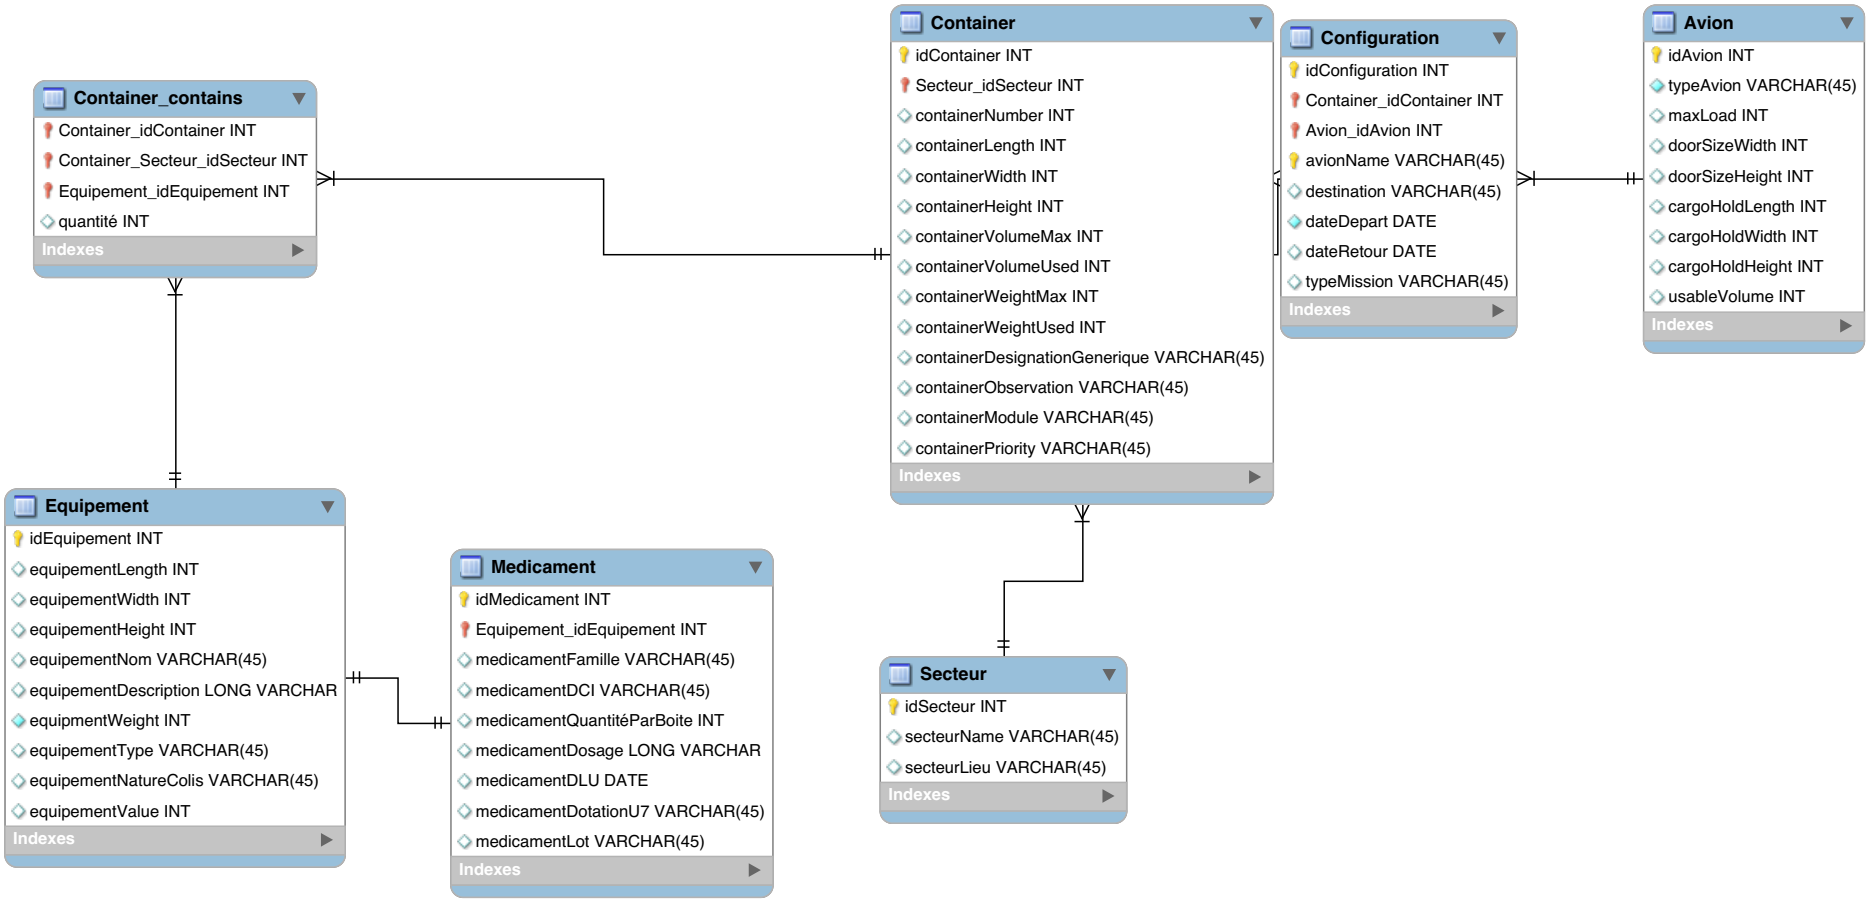 Container_contains
Container_idContainer INT
Container_Secteur_idSecteur INT
Equipement_idEquipement INT
quantité INT
Indexes
Container
idContainer INT
Secteur_idSecteur INT
containerNumber INT
containerLength INT
containerWidth INT
containerHeight INT
containerVolumeMax INT
containerVolumeUsed INT
containerWeightMax INT
containerWeightUsed INT
containerDesignationGenerique VARCHAR(45)
containerObservation VARCHAR(45)
containerModule VARCHAR(45)
containerPriority VARCHAR(45)
Indexes
Configuration
idConfiguration INT
Container_idContainer INT
Avion_idAvion INT
avionName VARCHAR(45)
destination VARCHAR(45)
dateDepart DATE
dateRetour DATE
typeMission VARCHAR(45)
Indexes
Avion
idAvion INT
typeAvion VARCHAR(45)
maxLoad INT
doorSizeWidth INT
doorSizeHeight INT
cargoHoldLength INT
cargoHoldWidth INT
cargoHoldHeight INT
usableVolume INT
Indexes
Equipement
idEquipement INT
equipementLength INT
equipementWidth INT
equipementHeight INT
equipementNom VARCHAR(45)
equipementDescription LONG VARCHAR
equipmentWeight INT
equipementType VARCHAR(45)
equipementNatureColis VARCHAR(45)
equipementValue INT
Indexes
Medicament
idMedicament INT
Equipement_idEquipement INT
medicamentFamille VARCHAR(45)
medicamentDCI VARCHAR(45)
medicamentQuantitéParBoite INT
medicamentDosage LONG VARCHAR
medicamentDLU DATE
medicamentDotationU7 VARCHAR(45)
medicamentLot VARCHAR(45)
Indexes
Secteur
idSecteur INT
secteurName VARCHAR(45)
secteurLieu VARCHAR(45)
Indexes